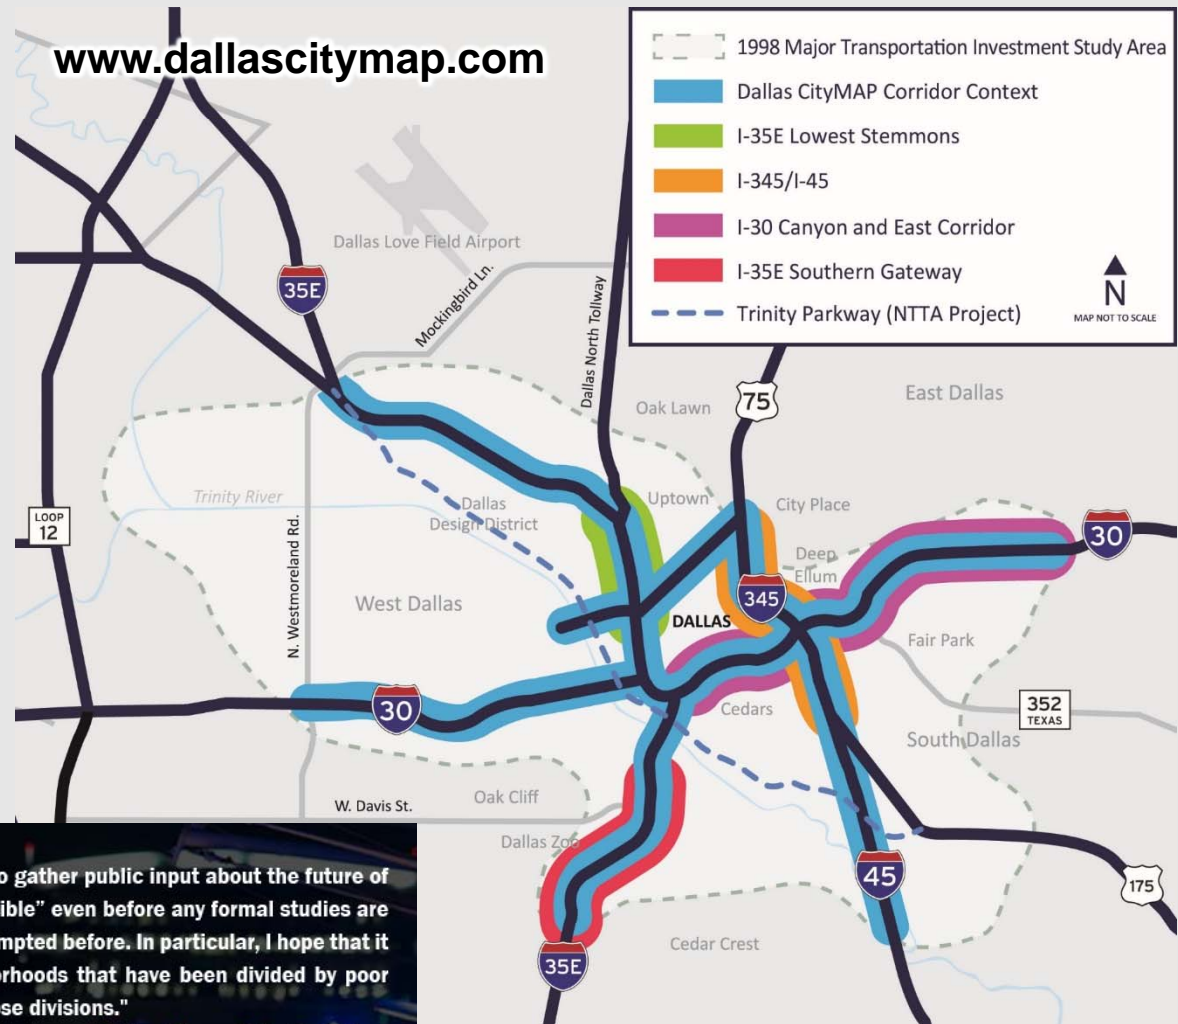 www.dallascitymap.com
1998 Major Transportation Investment Study Area
Dallas CityMAP Corridor Context
I-35E Lowest Stemmons
I-345/I-45
I-30 Canyon and East Corridor
I-35E Southern Gateway
Trinity Parkway (NTTA Project)
N
MAP NOT TO SCALE
Dallas Love Field Airport
35E
Mockingbird Ln.
Dallas North Tollway
75
East Dallas
Oak Lawn
Trinity River
Uptown
City Place
Dallas
Design District
LOOP
12
30
Deep
Ellum
N. Westmoreland Rd.
West Dallas
345
DALLAS
Fair Park
30
Cedars
352
TEXAS
South Dallas
W. Davis St.
Oak Cliff
Dallas Zoo
45
175
Cedar Crest
35E
o gather public input about the future of
ible” even before any formal studies are
mpted before. In particular, I hope that it
orhoods that have been divided by poor
se divisions."